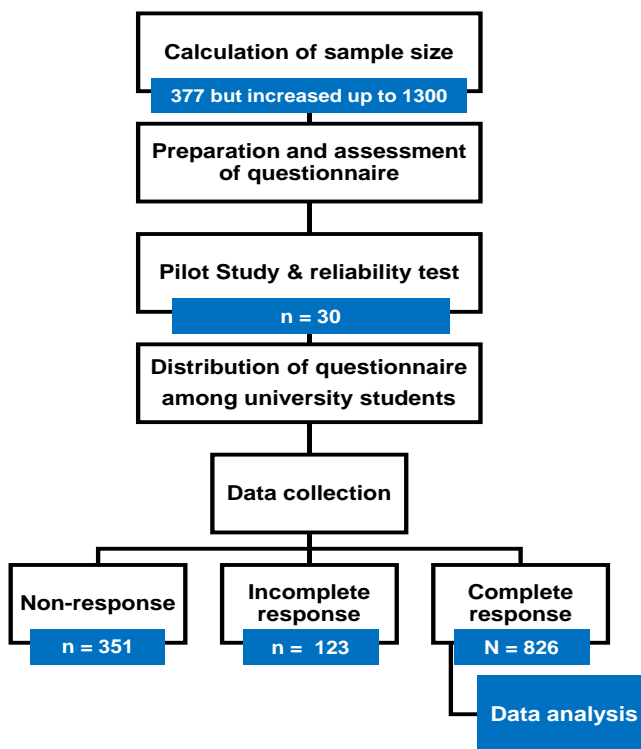 Calculation of sample size
377 but increased up to 1300
Preparation and assessment
of questionnaire
Pilot Study & reliability test
n = 30
Distribution of questionnaire
among university students
Data collection
Non-response
n = 351
Incomplete
response
n = 123
Complete
response
N = 826
Data analysis